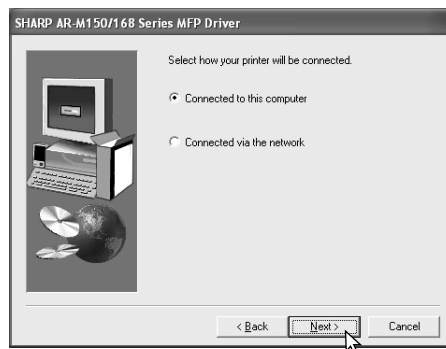 SHARP AR-M150/168 Series MFP Driver
Select how your printer will be connected.
Connected to this computer
Connected via the network
< Back Next > Cancel